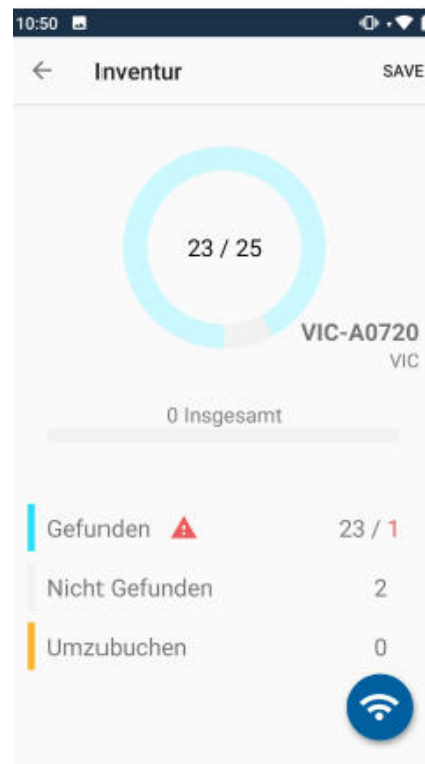 10:50
Inventur SAVE
23 / 25
VIC-A0720
VIC
0 Insgesamt
Gefunden 23 / 1
Nicht Gefunden 2
Umzubuchen 0